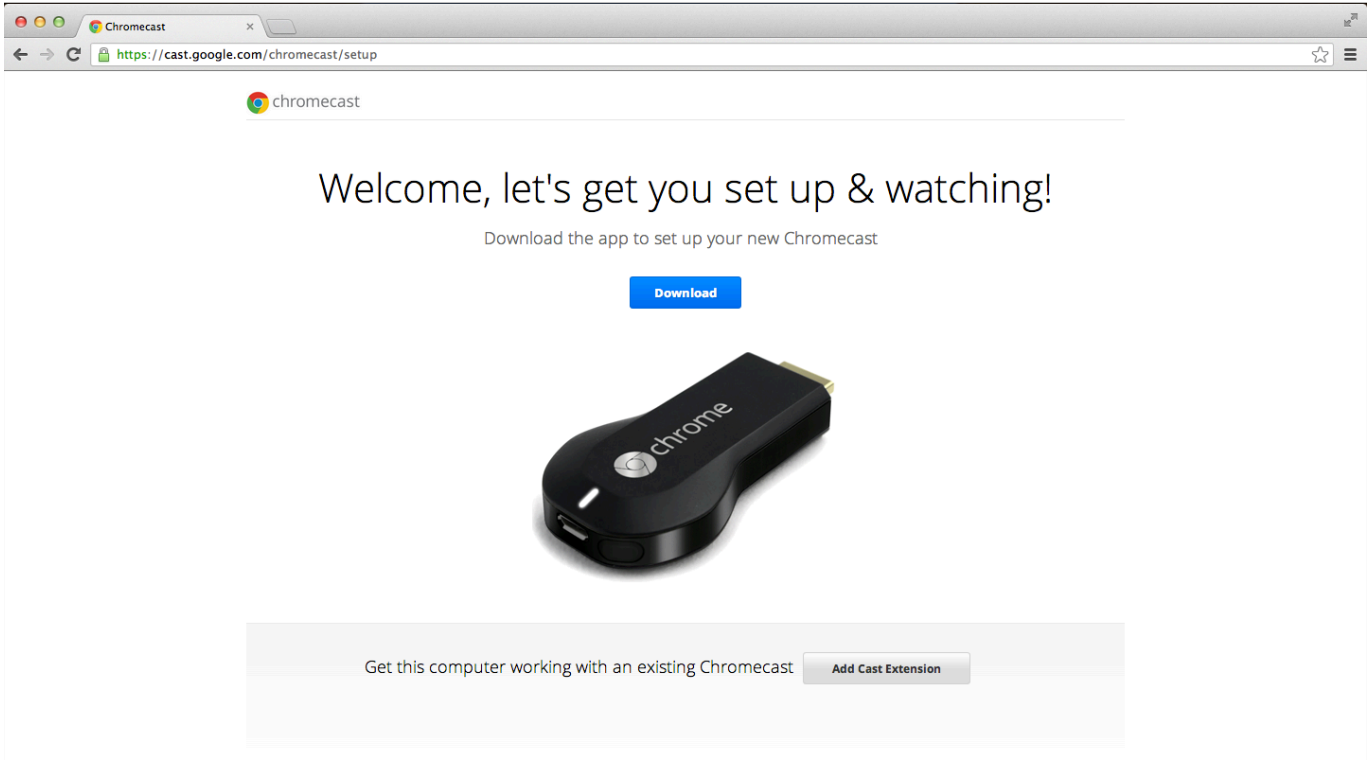 Chromecast
https://cast.google.com/chromecast/setup
chromecast
Welcome, let's get you set up & watching!
Download the app to set up your new Chromecast
Download
chrome
Get this computer working with an existing Chromecast
Add Cast Extension